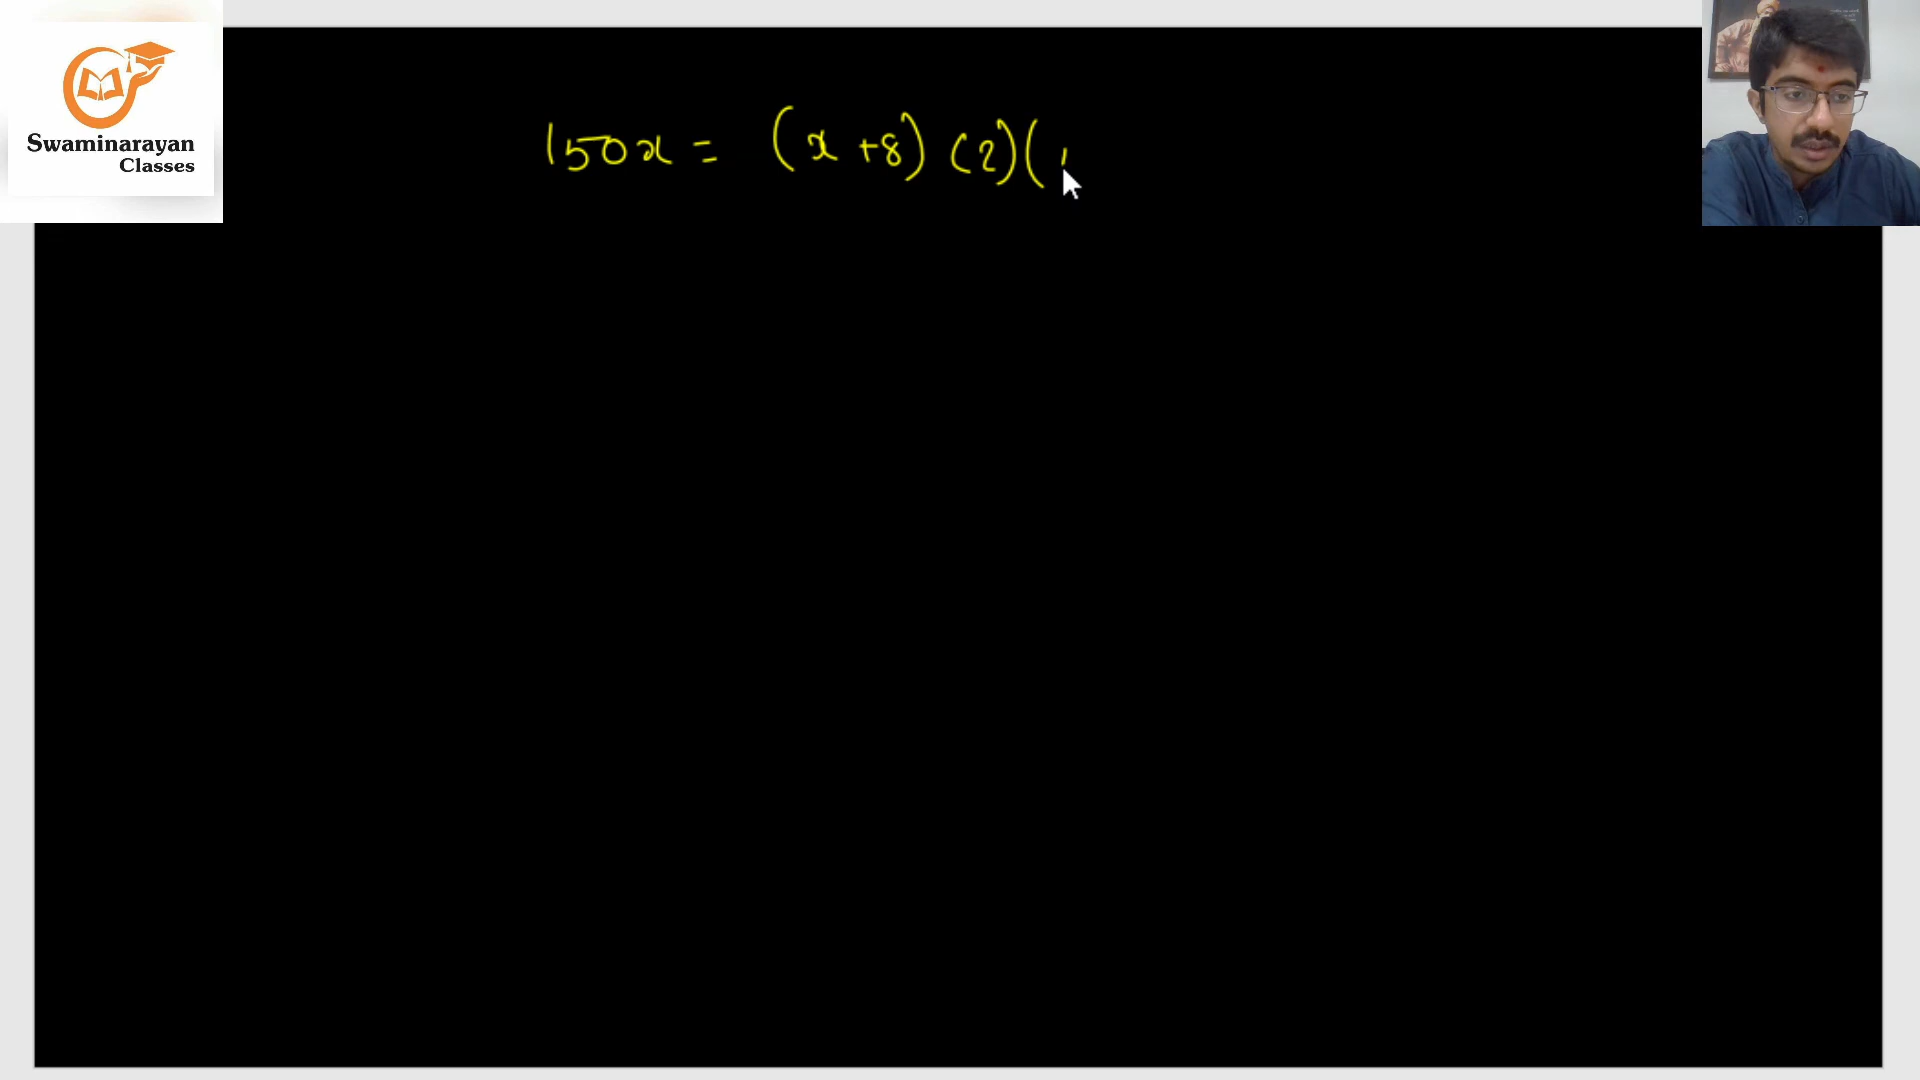 Swaminarayan
Classes
150x = (x +8) (2)(